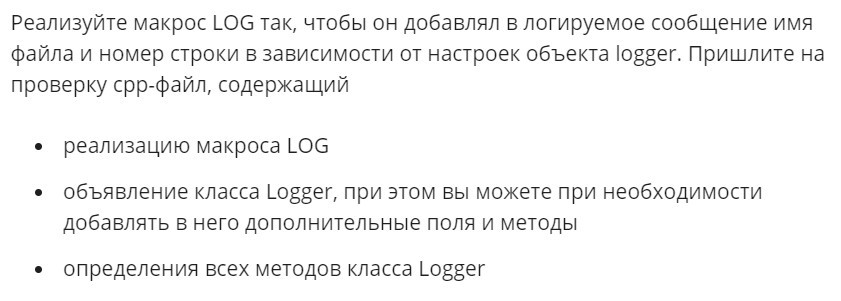 Реализуйте макрос LOG так, чтобы он добавлял в логируемое сообщение имя
файла и номер строки в зависимости от настроек объекта logger. Пришлите на
проверку cpp-файл, содержащий
• реализацию макроса LOG
• объявление класса Logger, при этом вы можете при необходимости
добавлять в него дополнительные поля и методы
• определения всех методов класса Logger